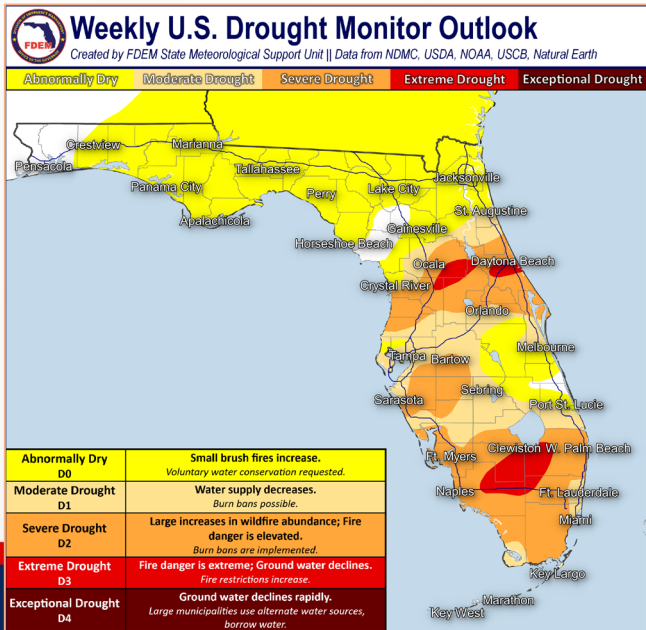 FDEM
Weekly U.S. Drought Monitor Outlook
Created by FDEM State Meteorological Support Unit || Data from NDMC, USDA, NOAA, USCB, Natural Earth
Abnormally Dry Moderate Drought Severe Drought Extreme Drought Exceptional Drought
Crestview
Marianna
Pensacola
Tallahassee
Jacksonville
Panama City
Perry
Lake City
Apalachicola
St. Augustine
Gainesville
Horseshoe Beach
Ocala
Daytona Beach
Crystal River
Orlando
Melbourne
Tampa
Bartow
Sebring
Sarasota
Port St. Lucie
Clewiston
W. Palm Beach
Ft. Myers
Naples
Ft. Lauderdale
Miami
Key Largo
Marathon
Key West
Abnormally Dry
D0
Small brush fires increase.
Voluntary water conservation requested.
Moderate Drought
D1
Water supply decreases.
Burn bans possible.
Severe Drought
D2
Large increases in wildfire abundance; Fire
danger is elevated.
Burn bans are implemented.
Extreme Drought
D3
Fire danger is extreme; Ground water declines.
Fire restrictions increase.
Exceptional Drought
D4
Ground water declines rapidly.
Large municipalities use alternate water sources,
borrow water.